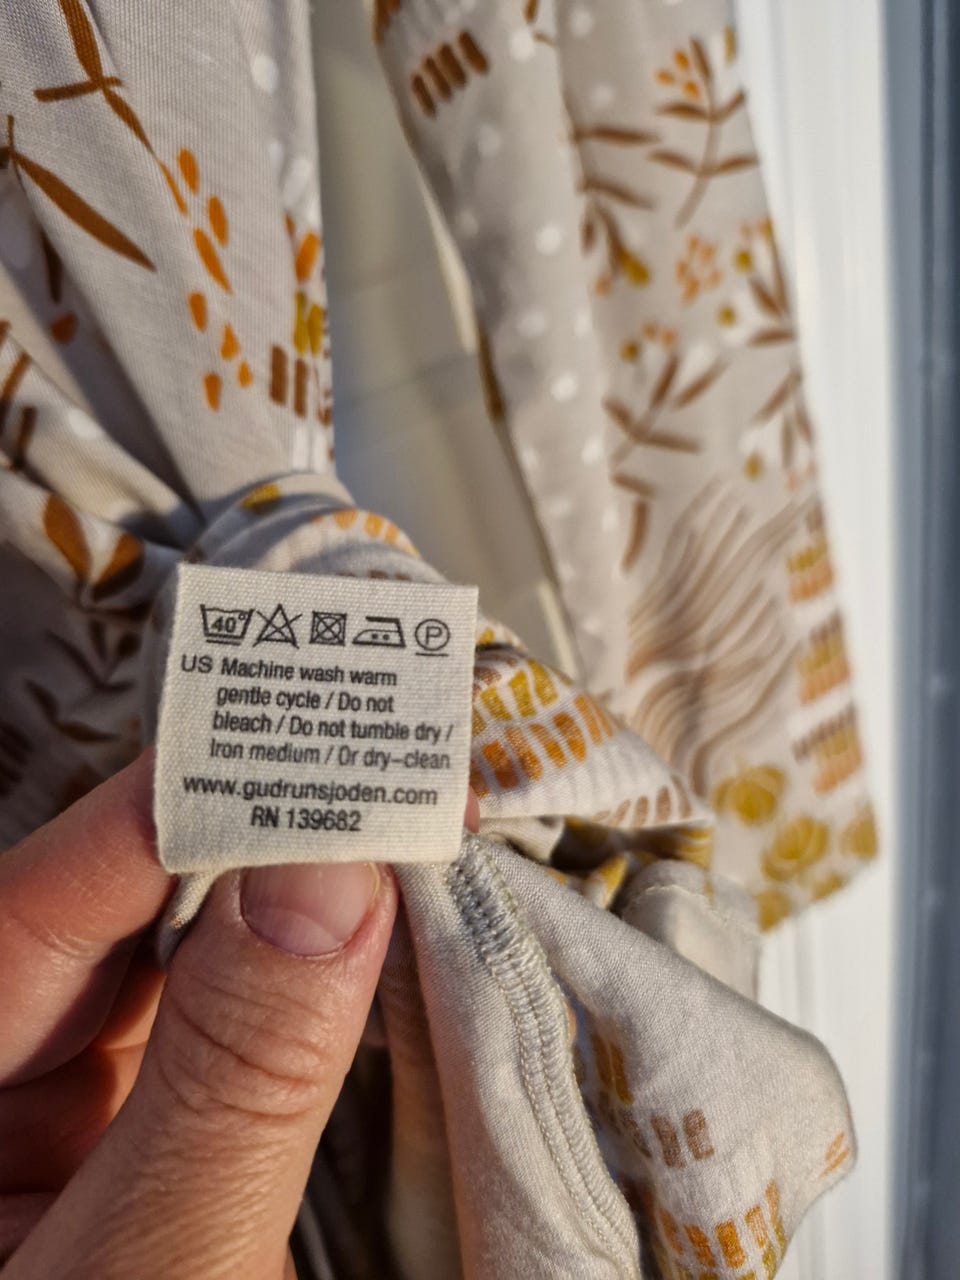 40° P
US Machine wash warm
gentle cycle / Do not
bleach / Do not tumble dry /
Iron medium / Or dry-clean
www.gudrunsjoden.com
RN 139682